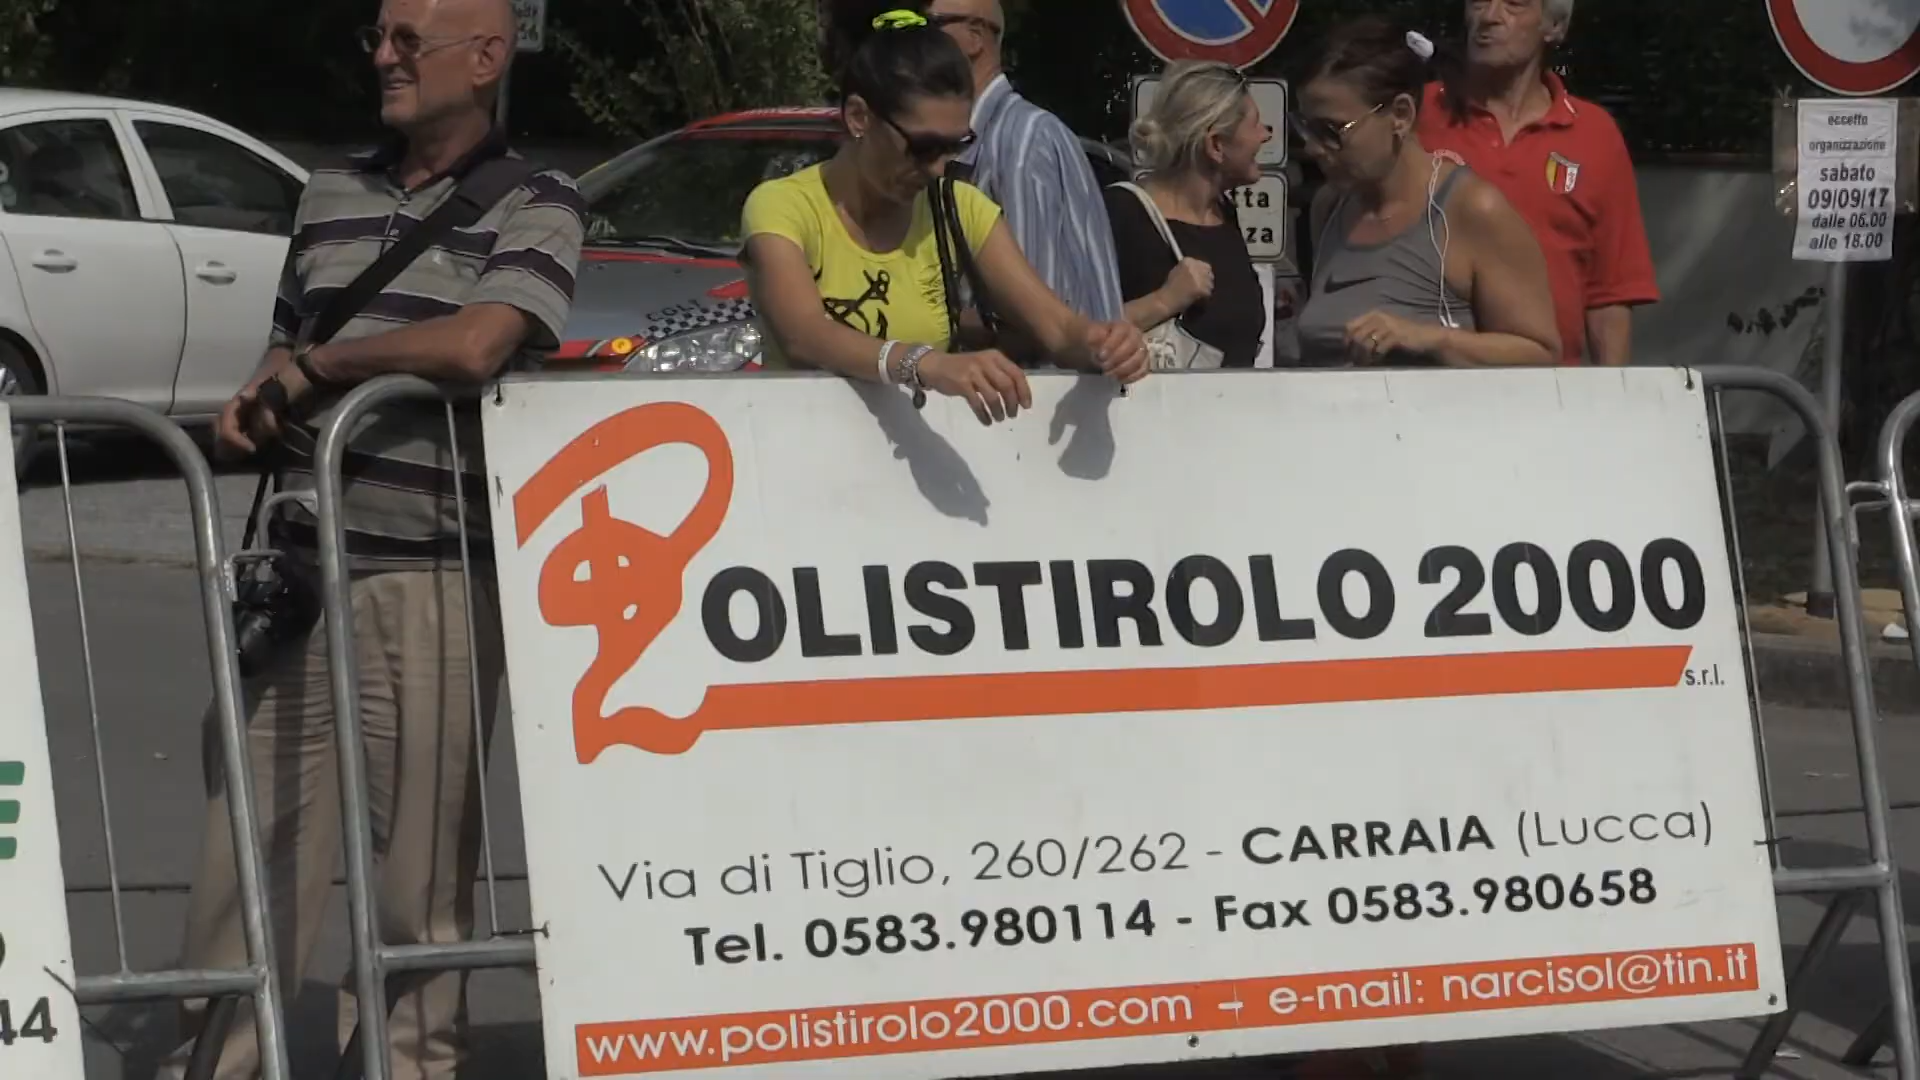 eccetto
organizzazione
sabato
09/09/17
dalle 06.00
alle 18.00
COLT
POLISTIROLO 2000
s.r.l.
Via di Tiglio, 260/262 - CARRAIA (Lucca)
Tel. 0583.980114 - Fax 0583.980658
www.polistirolo2000.com - e-mail: narcisol@tin.it
44